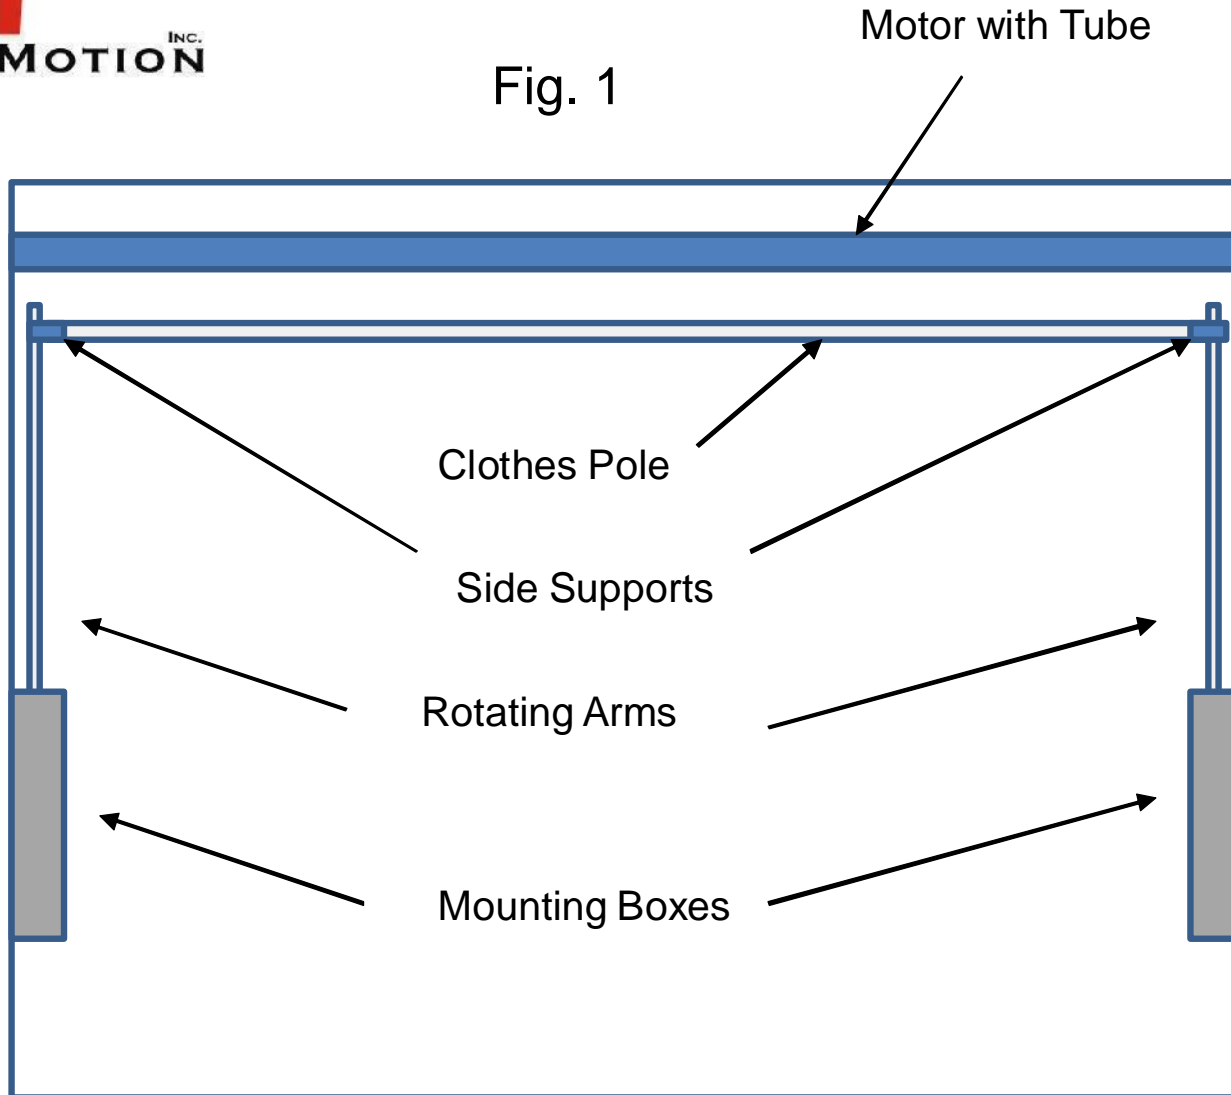 INC.
MOTION
Motor with Tube
Fig. 1
Clothes Pole
Side Supports
Rotating Arms
Mounting Boxes